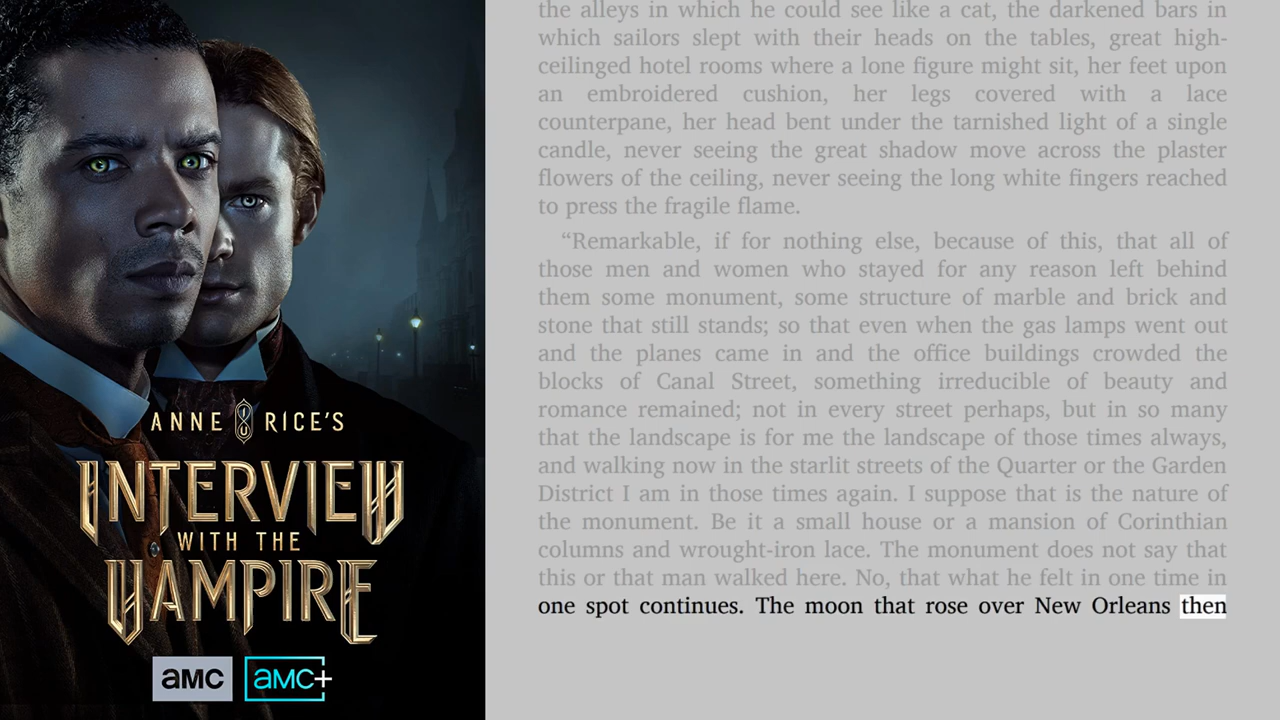 ANNE RICE'S
INTERVIEW
WITH THE
VAMPIRE
amc
amc+
the alleys in which he could see like a cat, the darkened bars in
which sailors slept with their heads on the tables, great high-
ceilinged hotel rooms where a lone figure might sit, her feet upon
an embroidered cushion, her legs covered with a lace
counterpane, her head bent under the tarnished light of a single
candle, never seeing the great shadow move across the plaster
flowers of the ceiling, never seeing the long white fingers reached
to press the fragile flame.
“Remarkable, if for nothing else, because of this, that all of
those men and women who stayed for any reason left behind
them some monument, some structure of marble and brick and
stone that still stands; so that even when the gas lamps went out
and the planes came in and the office buildings crowded the
blocks of Canal Street, something irreducible of beauty and
romance remained; not in every street perhaps, but in so many
that the landscape is for me the landscape of those times always,
and walking now in the starlit streets of the Quarter or the Garden
District I am in those times again. I suppose that is the nature of
the monument. Be it a small house or a mansion of Corinthian
columns and wrought-iron lace. The monument does not say that
this or that man walked here. No, that what he felt in one time in
one spot continues. The moon that rose over New Orleans then